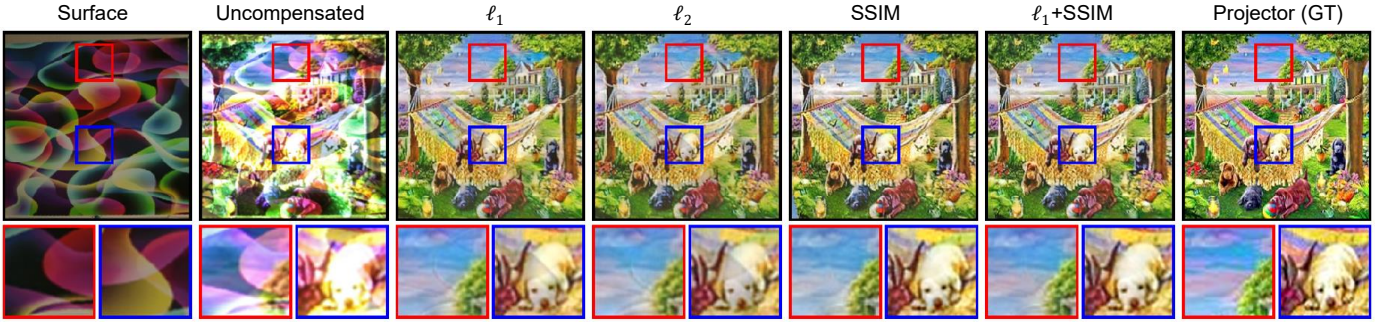 Surface
Uncompensated
ℓ₁
ℓ₂
SSIM
ℓ₁+SSIM
Projector (GT)